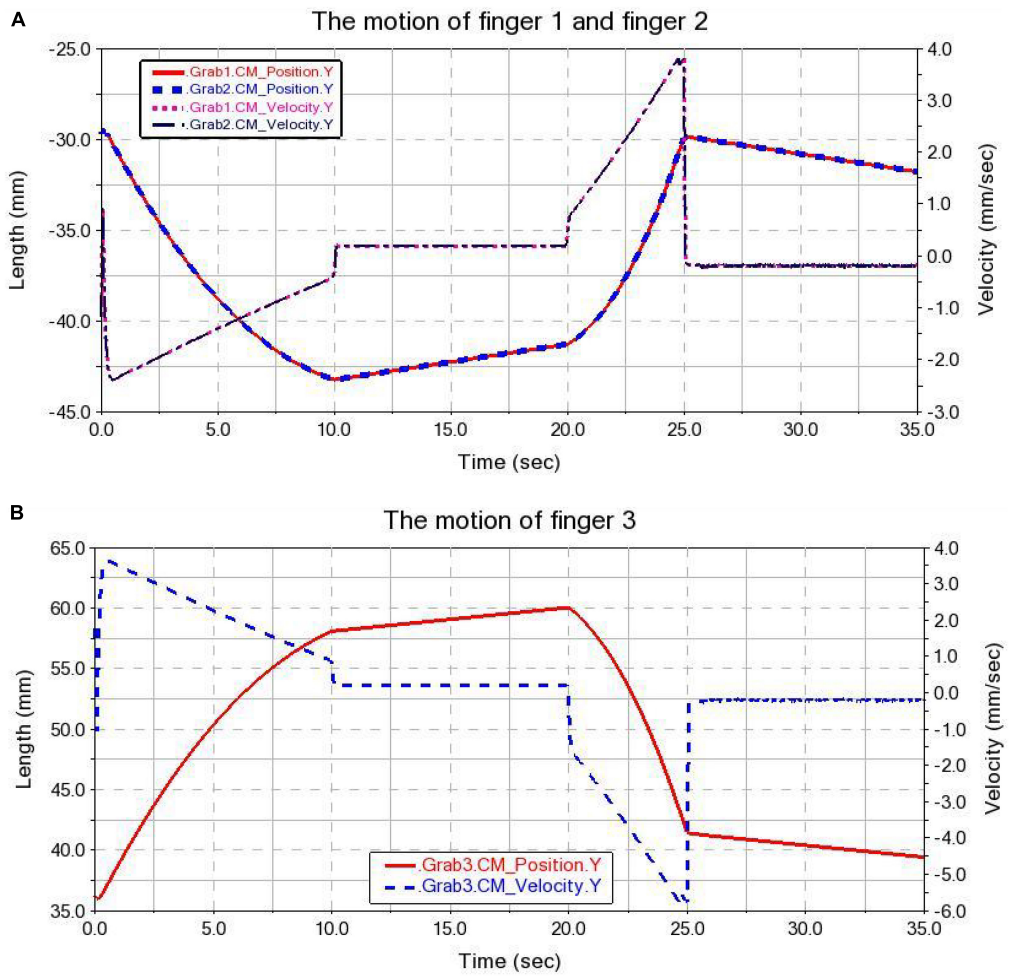 A
The motion of finger 1 and finger 2
-25.0
-30.0
-35.0
-40.0
-45.0
Length (mm)
.Grab1.CM_Position.Y
.Grab2.CM_Position.Y
.Grab1.CM_Velocity.Y
.Grab2.CM_Velocity.Y
4.0
3.0
2.0
1.0
0.0
-1.0
-2.0
-3.0
Velocity (mm/sec)
0.0 5.0 10.0 15.0 20.0 25.0 30.0 35.0
Time (sec)
B
The motion of finger 3
65.0
60.0
55.0
50.0
45.0
40.0
35.0
Length (mm)
.Grab3.CM_Position.Y
.Grab3.CM_Velocity.Y
4.0
3.0
2.0
1.0
0.0
-1.0
-2.0
-3.0
-4.0
-5.0
-6.0
Velocity (mm/sec)
0.0 5.0 10.0 15.0 20.0 25.0 30.0 35.0
Time (sec)